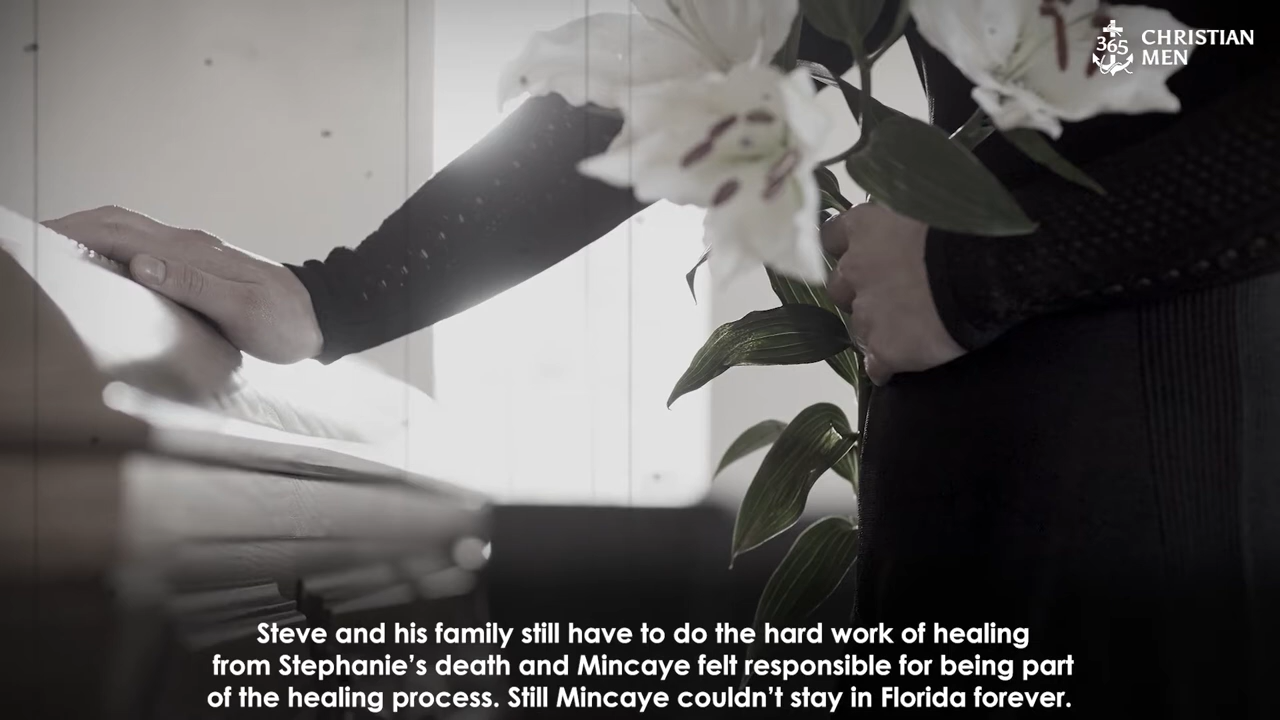 365
CHRISTIAN
MEN
Steve and his family still have to do the hard work of healing
from Stephanie's death and Mincaye felt responsible for being part
of the healing process. Still Mincaye couldn't stay in Florida forever.